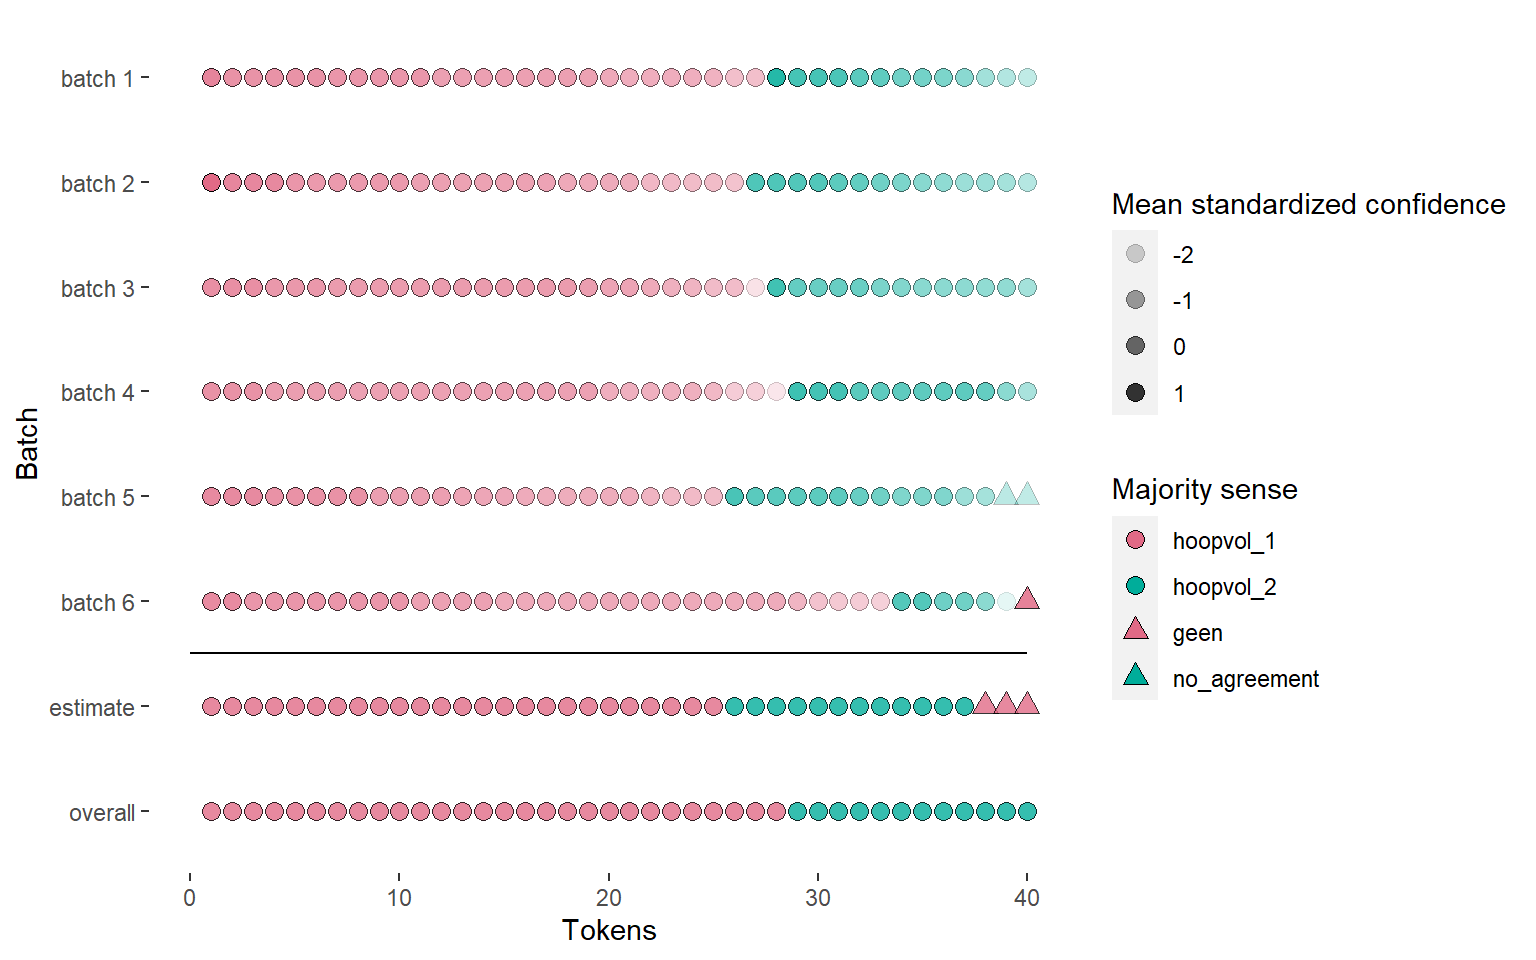 batch 1
batch 2
batch 3
batch 4
batch 5
batch 6
estimate
overall
Batch
0 10 20 30 40
Tokens
Mean standardized confidence
-2
-1
0
1
Majority sense
hoopvol_1
hoopvol_2
geen
no_agreement